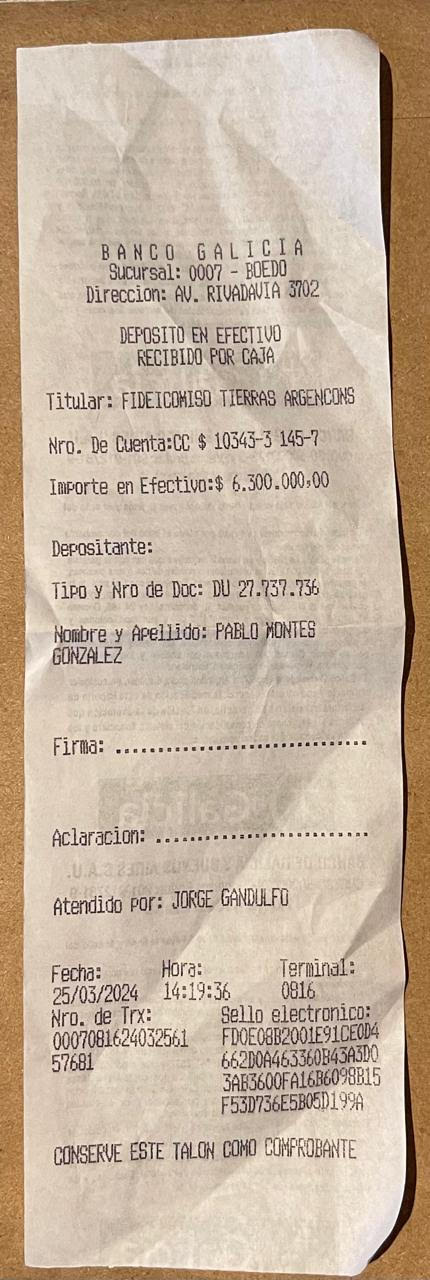 BANCO GALICIA
Sucursal: 0007 - BOEDO
Direccion: AV. RIVADAVIA 3702
DEPOSITO EN EFECTIVO
RECIBIDO POR CAJA
Titular: FIDEICOMISO TIERRAS ARGENCONS
Nro. De Cuenta:CC $ 10343-3 145-7
Importe en Efectivo:$ 6.300.000,00
Depositante:
Tipo y Nro de Doc: DU 27.737.736
Nombre y Apellido: PABLO MONTES
GONZALEZ
Firma: ................................
Aclaracion: ...........................
Atendido por: JORGE GANDULFO
Fecha: Hora: Terminal:
25/03/2024 14:19:36 0816
Nro. de Trx: Sello electronico:
0007081624032561 FD0E08B2001E91CE0D4
57681 662D0A463360B43A3D0
3AB3600FA16B6098B15
F53D736E5B05D199A
CONSERVE ESTE TALON COMO COMPROBANTE